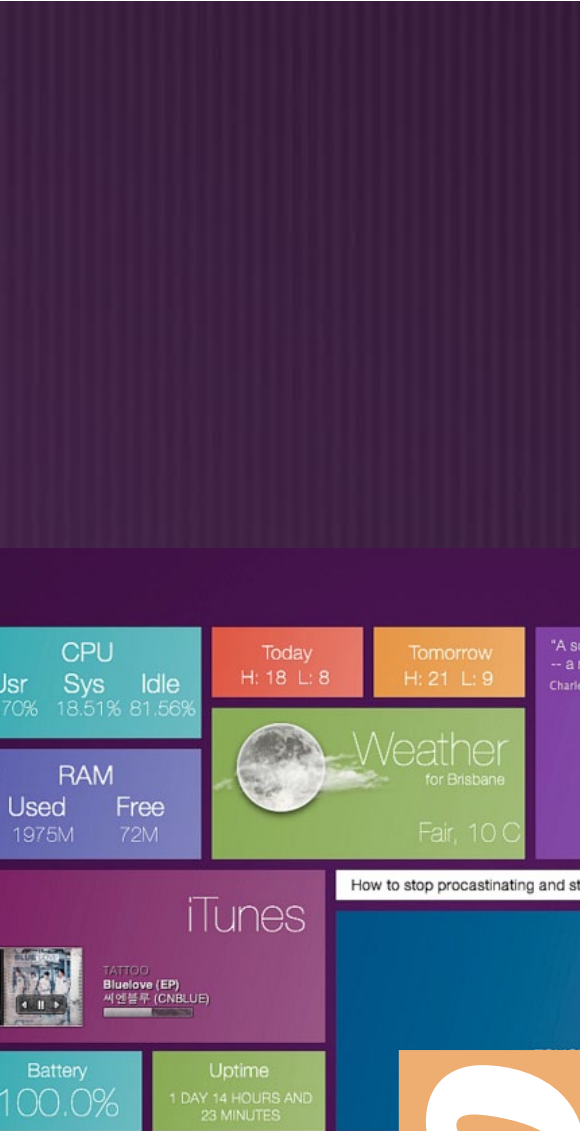 CPU
Sys Idle
18.51% 81.56%
RAM
Used Free
1975M 72M
Today
H: 18 L: 8
Tomorrow
H: 21 L: 9
"A
-- a
Weather
for Brisbane
Fair, 10 C
iTunes
TATTOO
Bluelove (EP)
씨엔블루 (CNBLUE)
How to stop procastinating and
Battery
100.0%
Uptime
1 DAY 14 HOURS AND
23 MINUTES